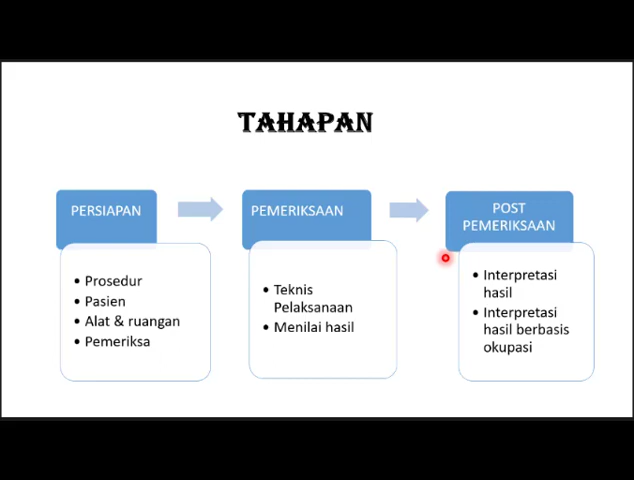 TAHAPAN
PERSIAPAN
• Prosedur
• Pasien
• Alat & ruangan
• Pemeriksa
PEMERIKSAAN
• Teknis
Pelaksanaan
• Menilai hasil
POST
PEMERIKSAAN
• Interpretasi
hasil
• Interpretasi
hasil berbasis
okupasi